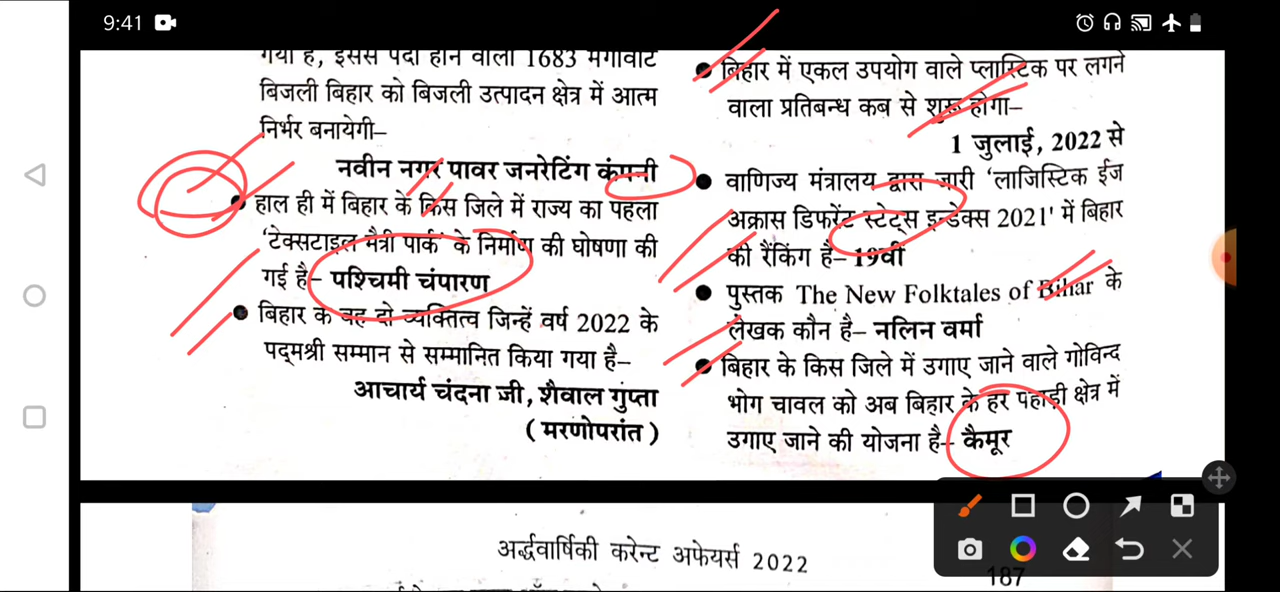 9:41
गया है, इससे पैदा होने वाली 1683 मेगावाट
बिजली बिहार को बिजली उत्पादन क्षेत्र में आत्म
निर्भर बनायेगी–
नवीन नगर पावर जनरेटिंग कंपनी
● हाल ही में बिहार के किस जिले में राज्य का पहला
'टेक्सटाइल मैत्री पार्क' के निर्माण की घोषणा की
गई है– पश्चिमी चंपारण
● बिहार के वह दो व्यक्तित्व जिन्हें वर्ष 2022 के
पद्मश्री सम्मान से सम्मानित किया गया है–
आचार्य चंदना जी, शैवाल गुप्ता
( मरणोपरांत )
● बिहार में एकल उपयोग वाले प्लास्टिक पर लगने
वाला प्रतिबन्ध कब से शुरू होगा–
1 जुलाई, 2022 से
● वाणिज्य मंत्रालय द्वारा जारी 'लाजिस्टिक ईज
अक्रास डिफरेंट स्टेट्स इन्डेक्स 2021' में बिहार
की रैंकिंग है– 19वीं
● पुस्तक The New Folktales of Bihar के
लेखक कौन है– नलिन वर्मा
● बिहार के किस जिले में उगाए जाने वाले गोविन्द
भोग चावल को अब बिहार के हर पहाड़ी क्षेत्र में
उगाए जाने की योजना है– कैमूर
अर्द्धवार्षिकी करेन्ट अफेयर्स 2022
187